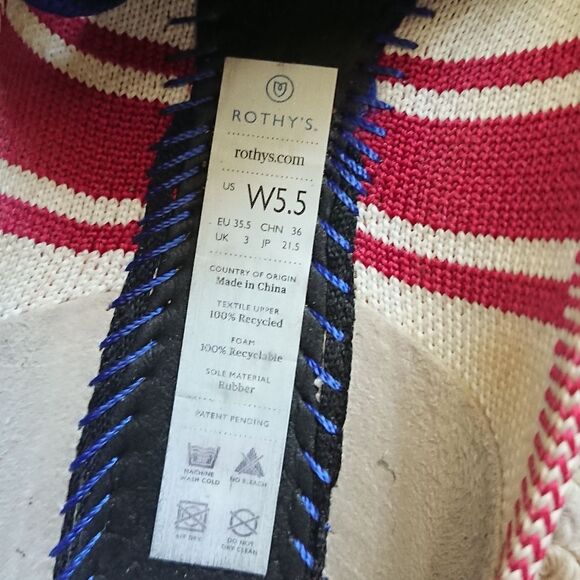 ROTHY'S.
rothys.com
US W5.5
EU 35.5 CHN 36
UK 3 JP 21.5
COUNTRY OF ORIGIN
Made in China
TEXTILE UPPER
100% Recycled
FOAM
100% Recyclable
SOLE MATERIAL
Rubber
PATENT PENDING
MACHINE
WASH COLD
NO BLEACH
AIR DRY
DO NOT
DRY CLEAN